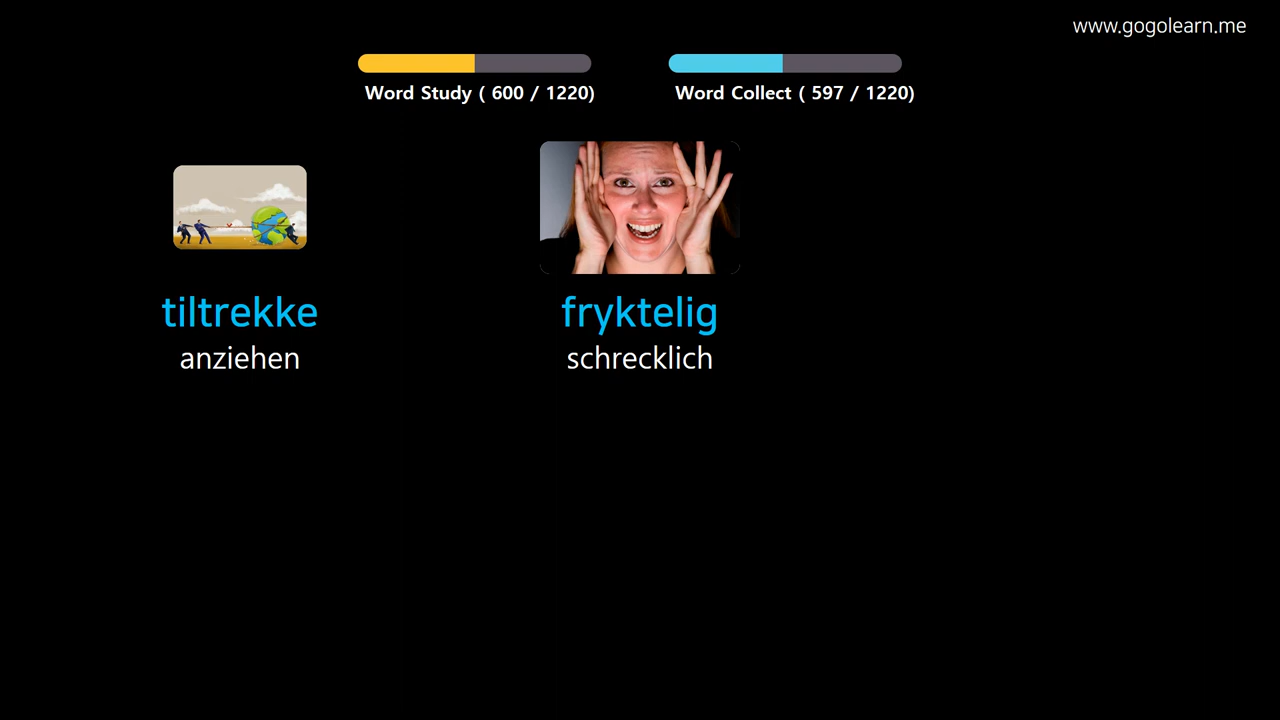 www.gogolearn.me
Word Study ( 600 / 1220)
Word Collect ( 597 / 1220)
tiltrekke
anziehen
fryktelig
schrecklich